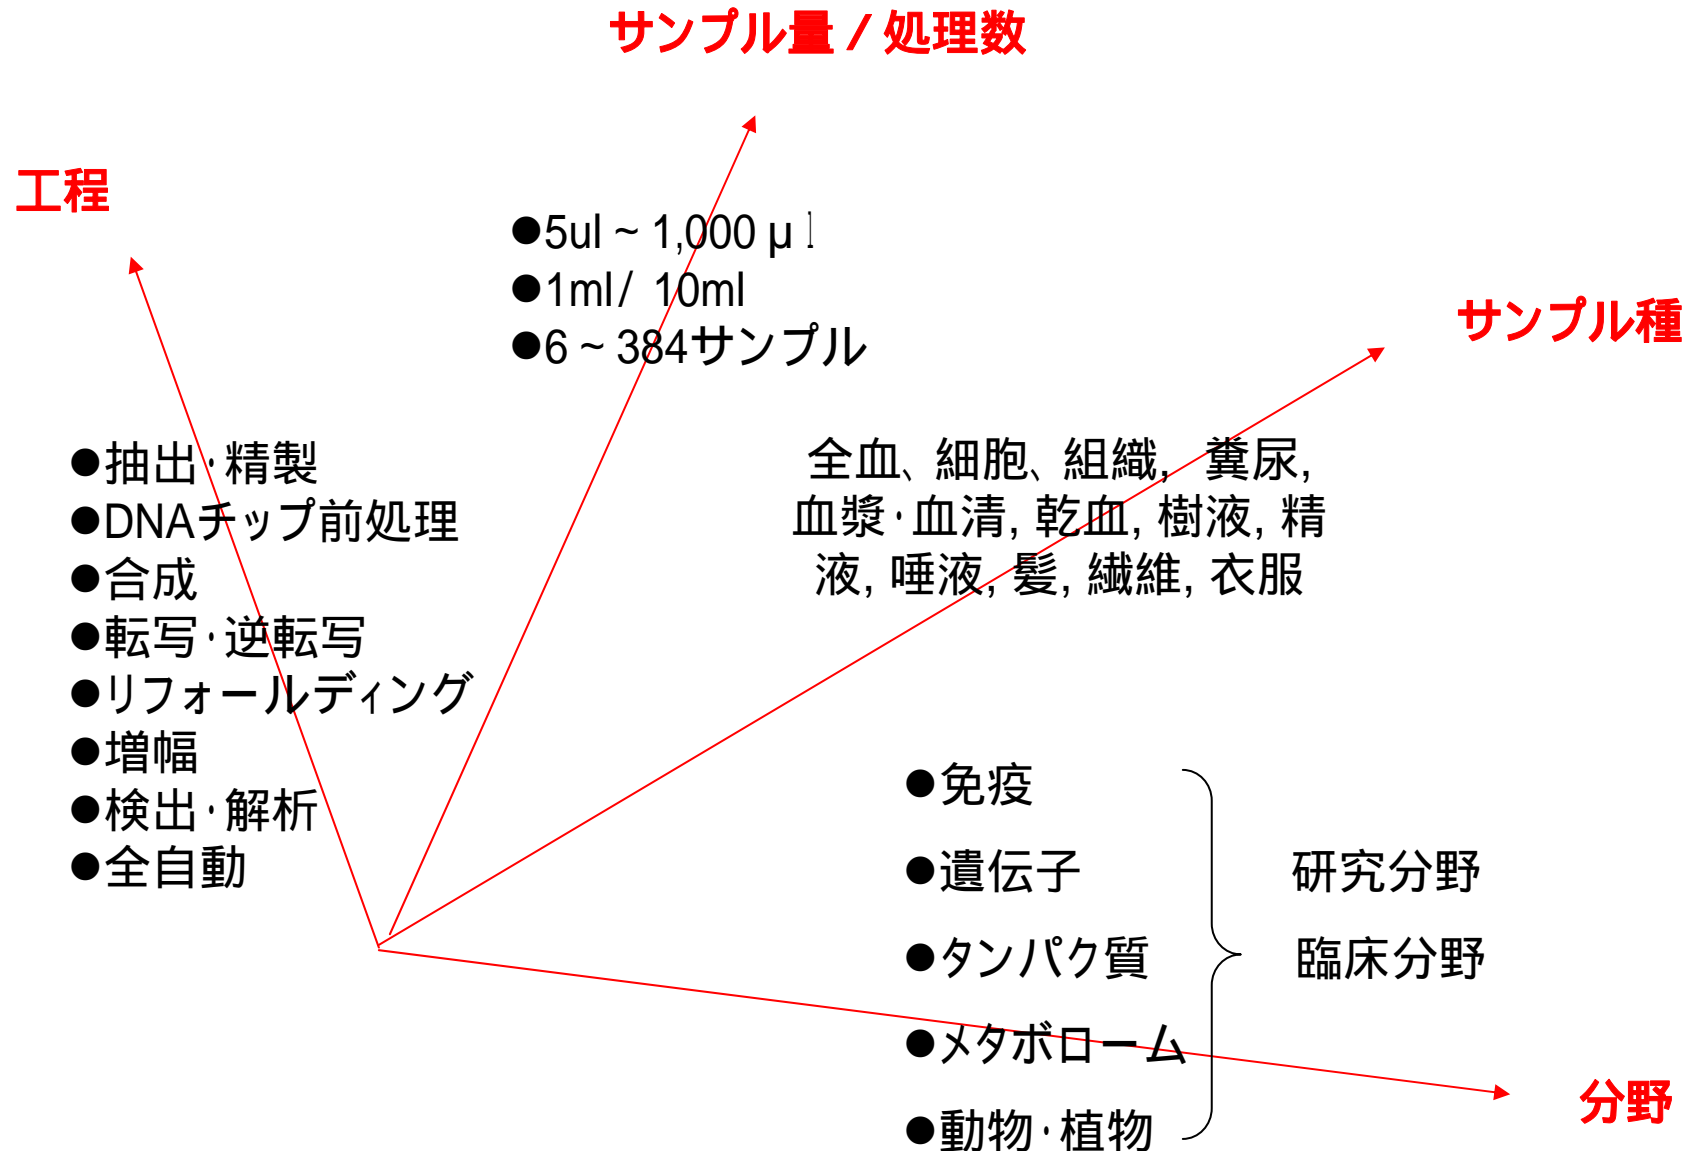 サンプル量/処理数
工程
●5ul ~ 1,000 μl
●1ml/ 10ml
●6 ~ 384サンプル
サンプル種
●抽出・精製
●DNAチップ前処理
●合成
●転写・逆転写
●リフォールディング
●増幅
●検出・解析
●全自動
全血、細胞、組織, 糞尿,
血漿・血清, 乾血, 樹液, 精
液, 唾液, 髪, 繊維, 衣服
●免疫
●遺伝子
●タンパク質
●メタボローム
●動物・植物
研究分野
臨床分野
分野